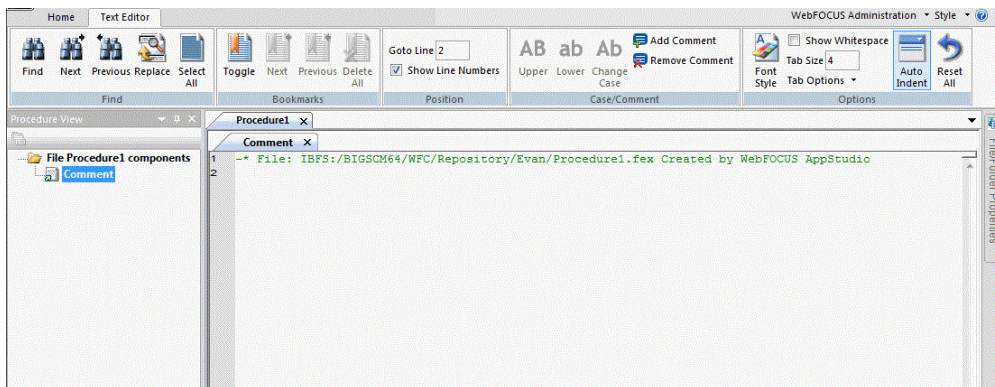 Home Text Editor WebFOCUS Administration Style
Find Next Previous Replace Select All
Toggle Next Previous Delete All
Goto Line 2
Show Line Numbers
AB ab Ab
Upper Lower Change Case
Add Comment
Remove Comment
Font Style
Show Whitespace
Tab Size 4
Tab Options
Auto Indent
Reset All
Find Bookmarks Position Case/Comment Options
Procedure View
Procedure1
Comment
File Procedure1 components
Comment
1 -* File: IBFS:/BIGSCM64/WFC/Repository/Evan/Procedure1.fex Created by WebFOCUS AppStudio
2
File/Folder Properties